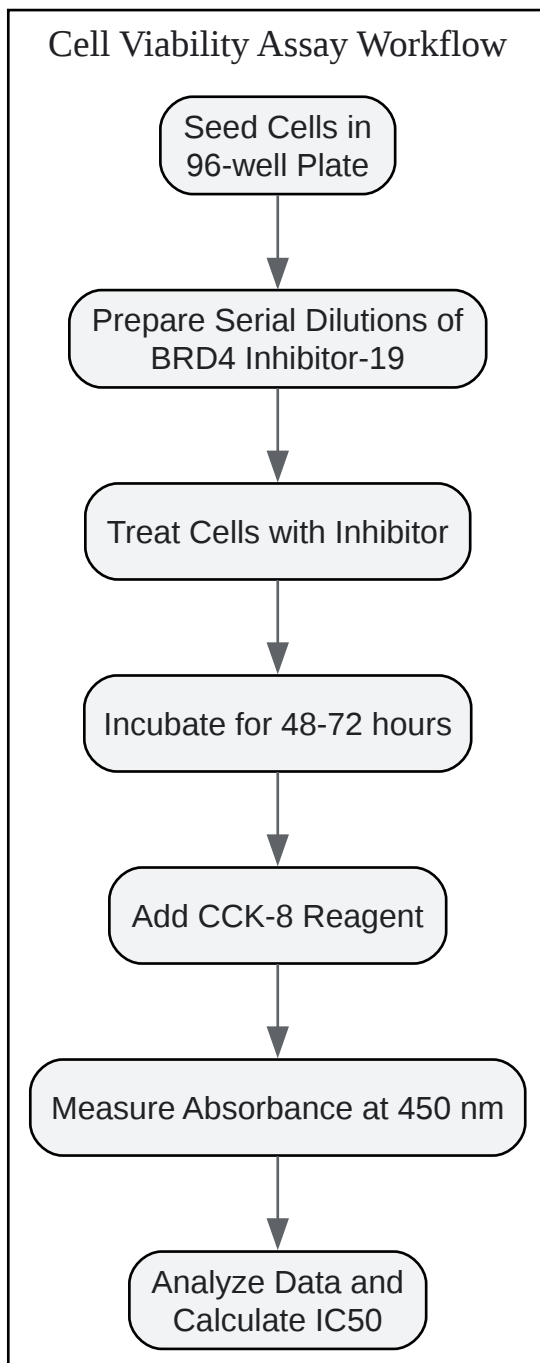 Cell Viability Assay Workflow
Seed Cells in
96-well Plate
Prepare Serial Dilutions of
BRD4 Inhibitor-19
Treat Cells with Inhibitor
Incubate for 48-72 hours
Add CCK-8 Reagent
Measure Absorbance at 450 nm
Analyze Data and
Calculate IC50